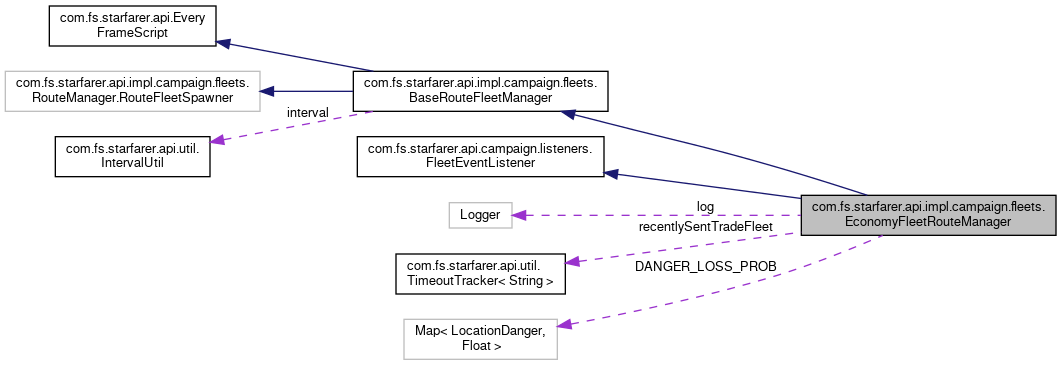 com.fs.starfarer.api.Every
FrameScript
com.fs.starfarer.api.impl.campaign.fleets.
RouteManager.RouteFleetSpawner
com.fs.starfarer.api.impl.campaign.fleets.
BaseRouteFleetManager
interval
com.fs.starfarer.api.util.
IntervalUtil
com.fs.starfarer.api.campaign.listeners.
FleetEventListener
com.fs.starfarer.api.impl.campaign.fleets.
EconomyFleetRouteManager
log
Logger
recentlySentTradeFleet
com.fs.starfarer.api.util.
TimeoutTracker< String >
DANGER_LOSS_PROB
Map< LocationDanger,
Float >